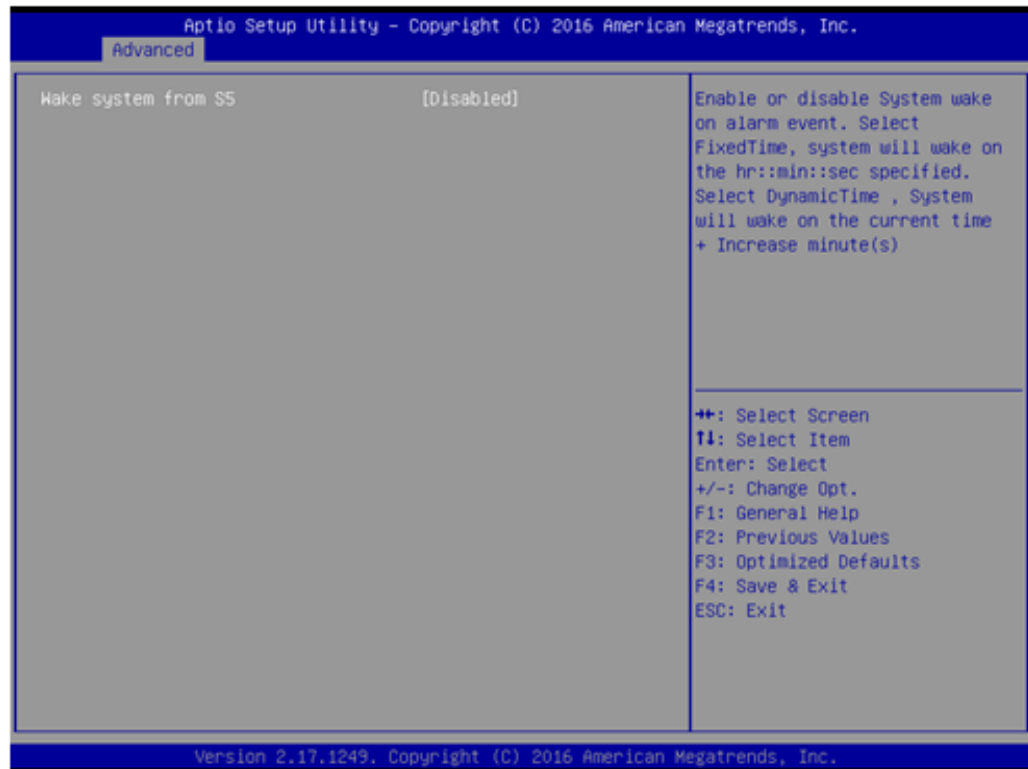 Aptio Setup Utility – Copyright (C) 2016 American Megatrends, Inc.
Advanced
Wake system from S5 [Disabled]
Enable or disable System wake
on alarm event. Select
FixedTime, system will wake on
the hr::min::sec specified.
Select DynamicTime , System
will wake on the current time
+ Increase minute(s)
→←: Select Screen
↑↓: Select Item
Enter: Select
+/-: Change Opt.
F1: General Help
F2: Previous Values
F3: Optimized Defaults
F4: Save & Exit
ESC: Exit
Version 2.17.1249. Copyright (C) 2016 American Megatrends, Inc.